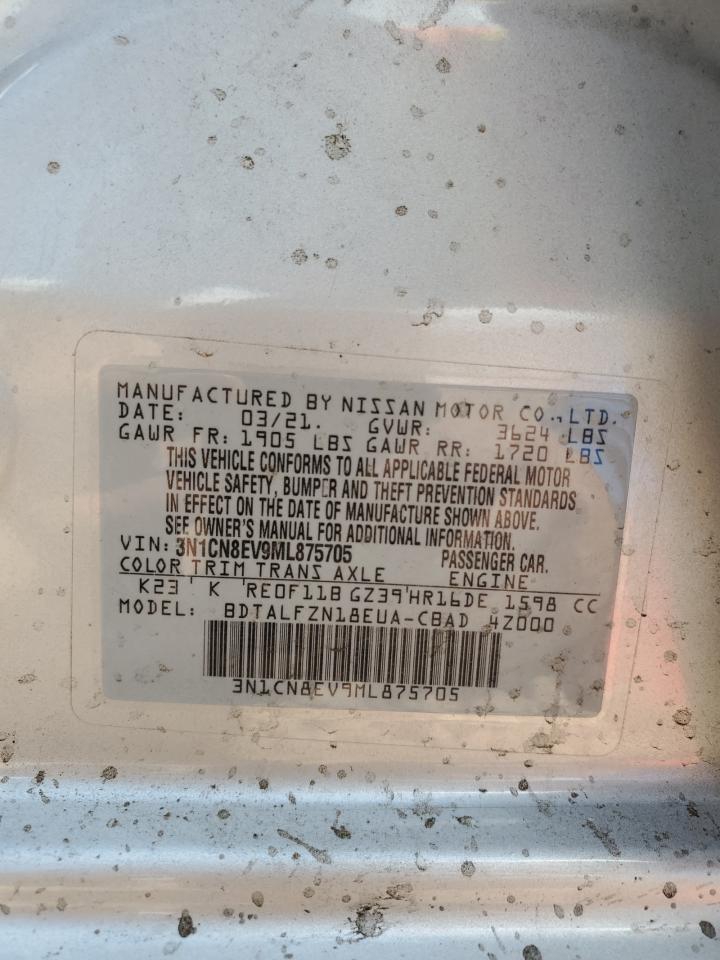 MANUFACTURED BY NISSAN MOTOR CO., LTD.
DATE: 03/21. GVWR: 3624 LBS
GAWR FR: 1905 LBS GAWR RR: 1720 LBS
THIS VEHICLE CONFORMS TO ALL APPLICABLE FEDERAL MOTOR
VEHICLE SAFETY, BUMPER AND THEFT PREVENTION STANDARDS
IN EFFECT ON THE DATE OF MANUFACTURE SHOWN ABOVE.
SEE OWNER'S MANUAL FOR ADDITIONAL INFORMATION.
VIN: 3N1CN8EV9ML875705 PASSENGER CAR.
COLOR TRIM TRANS AXLE ENGINE
K23 K RE0F11B GZ39 HR16DE 1598 CC
MODEL: BDTALFZN18EUA-CBAD 4Z000
3N1CN8EV9ML875705